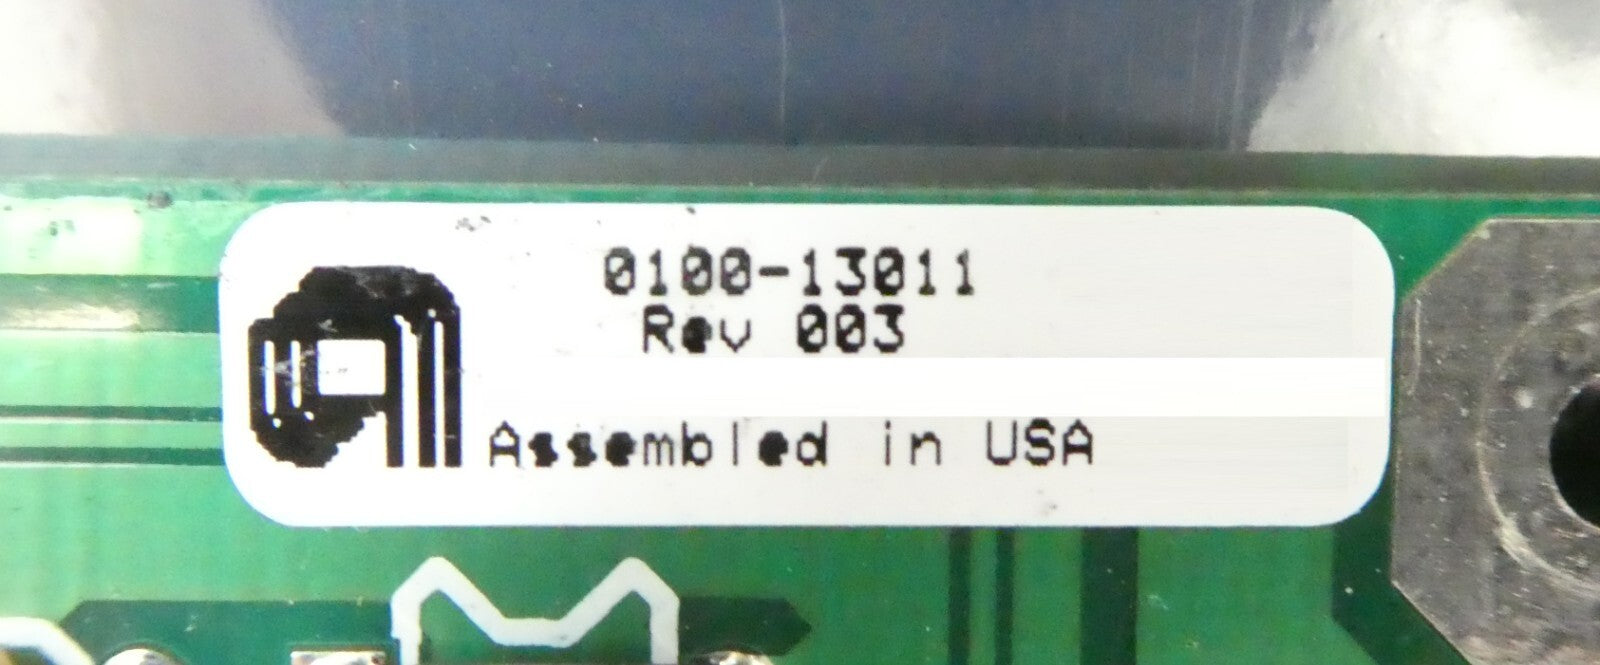 0100-13011
Rev 003
Assembled in USA